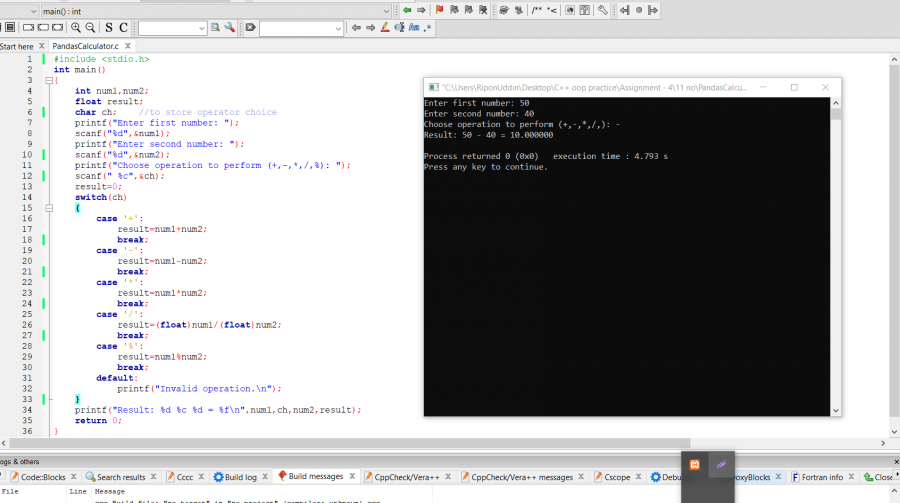 main() : int
S C
Start here X PandasCalculator.c X
1 #include <stdio.h>
2 int main()
3 {
4 int num1,num2;
5 float result;
6 char ch; //to store operator choice
7 printf("Enter first number: ");
8 scanf("%d",&num1);
9 printf("Enter second number: ");
10 scanf("%d",&num2);
11 printf("Choose operation to perform (+,-,*,/,%): ");
12 scanf(" %c",&ch);
13 result=0;
14 switch(ch)
15 {
16 case '+':
17 result=num1+num2;
18 break;
19 case '-':
20 result=num1-num2;
21 break;
22 case '*':
23 result=num1*num2;
24 break;
25 case '/':
26 result=(float)num1/(float)num2;
27 break;
28 case '%':
29 result=num1%num2;
30 break;
31 default:
32 printf("Invalid operation.\n");
33 }
34 printf("Result: %d %c %d = %f\n",num1,ch,num2,result);
35 return 0;
36 }
"C:\Users\RiponUddin\Desktop\C++ oop practice\Assignment - 4\11 no\PandasCalcu...
Enter first number: 50
Enter second number: 40
Choose operation to perform (+,-,*,/,): -
Result: 50 - 40 = 10.000000
Process returned 0 (0x0) execution time : 4.793 s
Press any key to continue.
ogs & others
Code::Blocks X Search results X Cccc X Build log X Build messages X CppCheck/Vera++ X CppCheck/Vera++ messages X Cscope X Debu oxyBlocks X Fortran info X Close
File Line Message